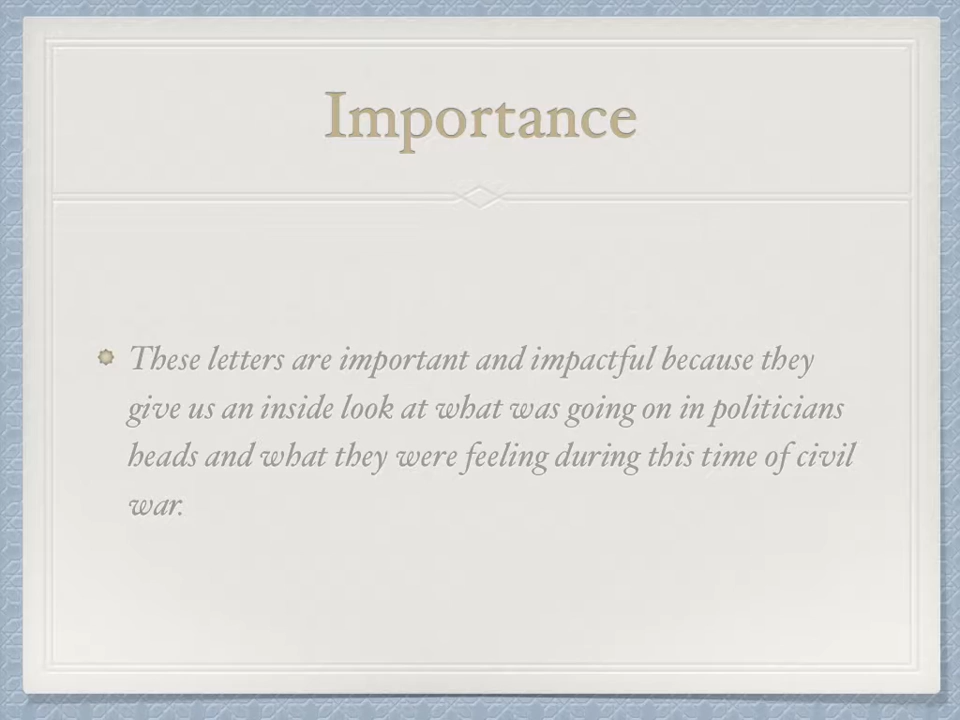 Importance
These letters are important and impactful because they
give us an inside look at what was going on in politicians
heads and what they were feeling during this time of civil
war.